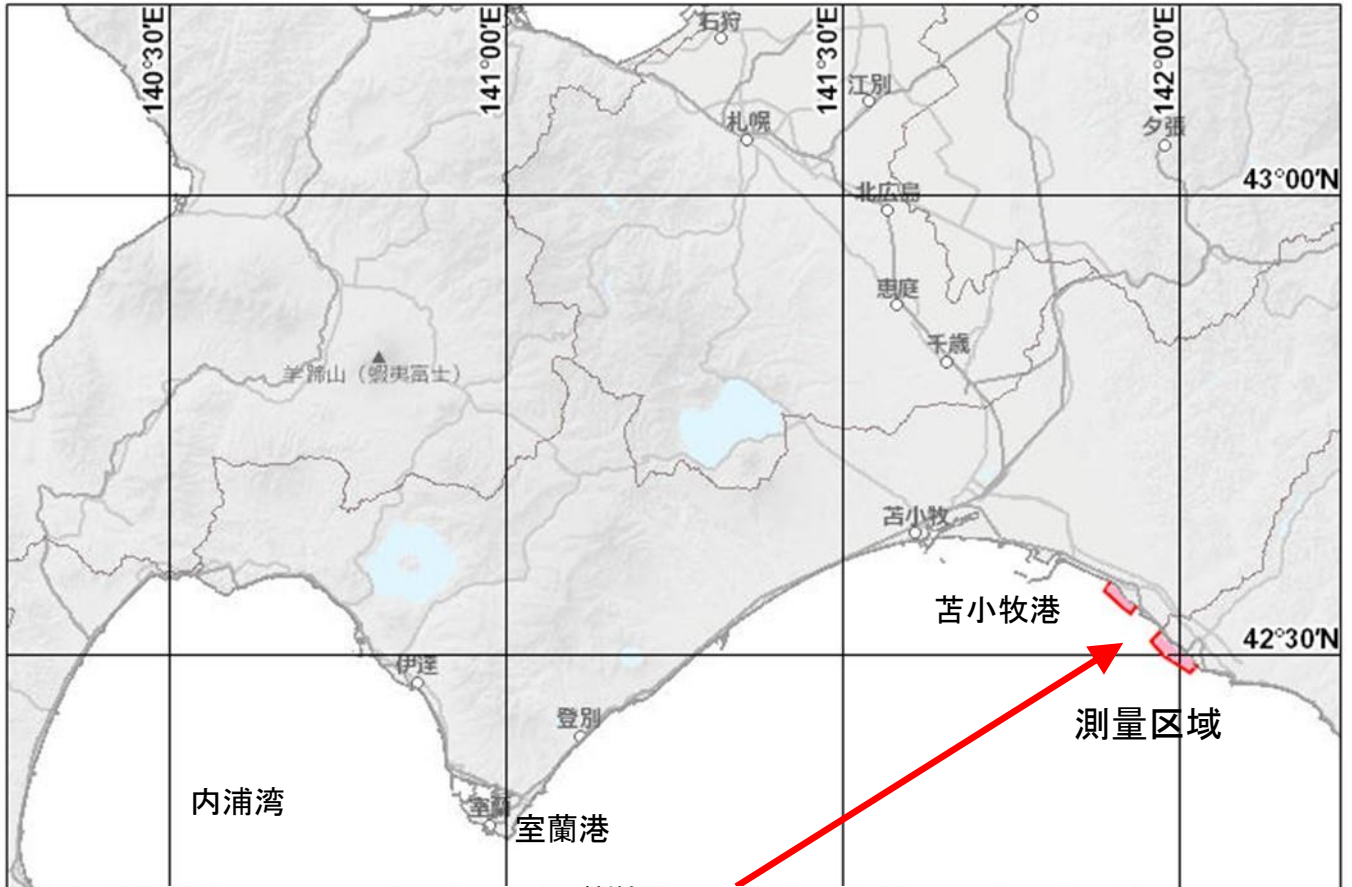 140°30'E
141°00'E
141°30'E
142°00'E
石狩
江別
札幌
夕張
43°00'N
北広島
恵庭
千歳
羊蹄山（蝦夷富士）
苫小牧
苫小牧港
42°30'N
伊達
登別
測量区域
内浦湾
室蘭
室蘭港